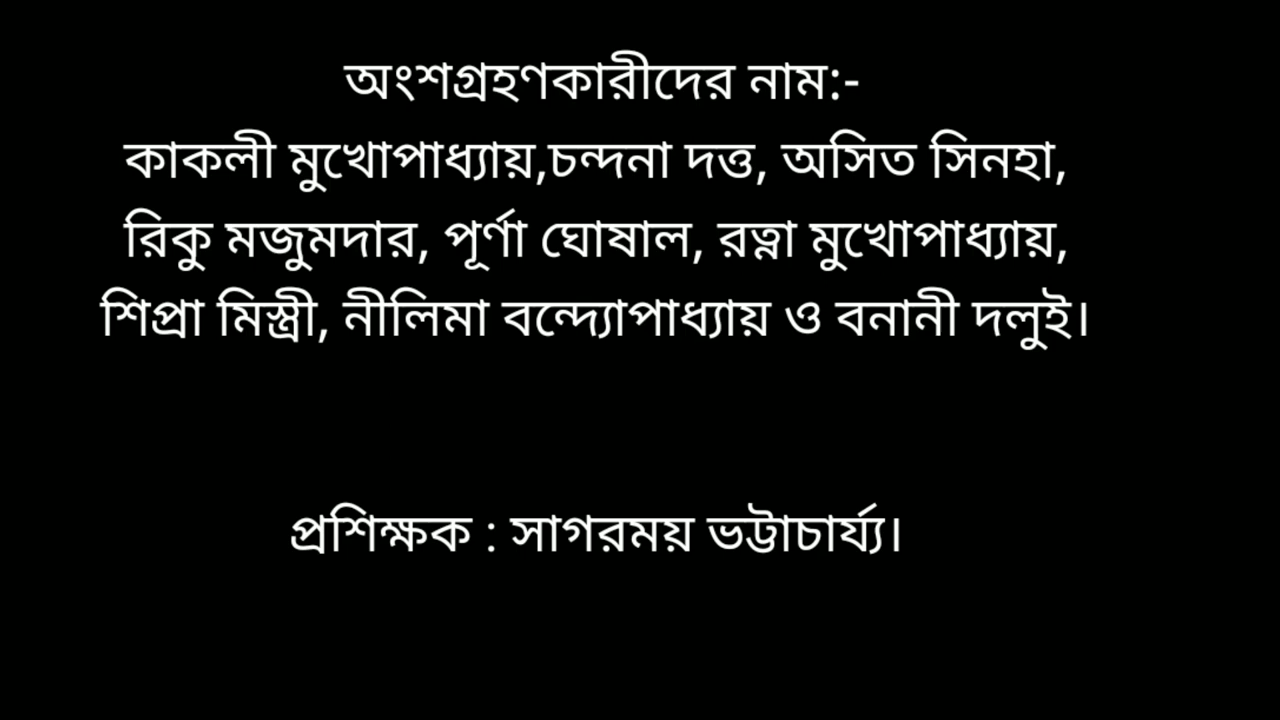 অংশগ্রহণকারীদের নাম:-
কাকলী মুখোপাধ্যায়,চন্দনা দত্ত, অসিত সিনহা,
রিকু মজুমদার, পূর্ণা ঘোষাল, রত্না মুখোপাধ্যায়,
শিপ্রা মিস্ত্রী, নীলিমা বন্দ্যোপাধ্যায় ও বনানী দলুই।
প্রশিক্ষক : সাগরময় ভট্টাচার্য্য।